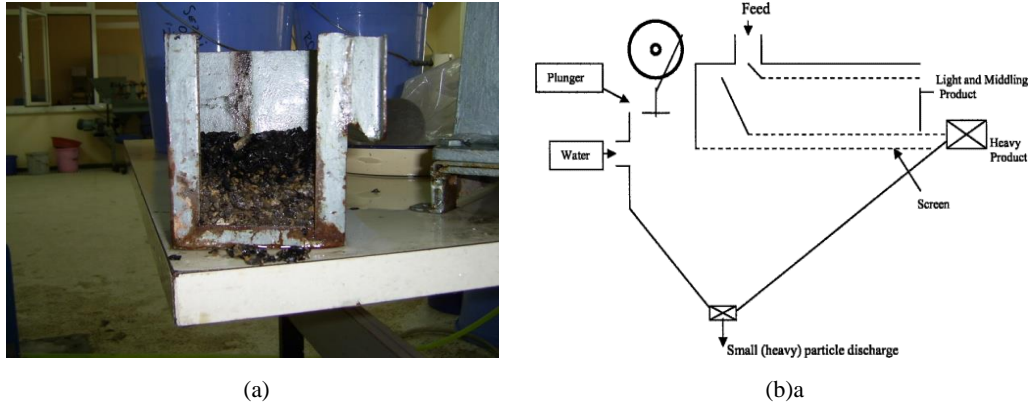 Feed
Plunger
Light and Middling
Product
Water
Heavy
Product
Screen
Small (heavy) particle discharge
(a)
(b)a